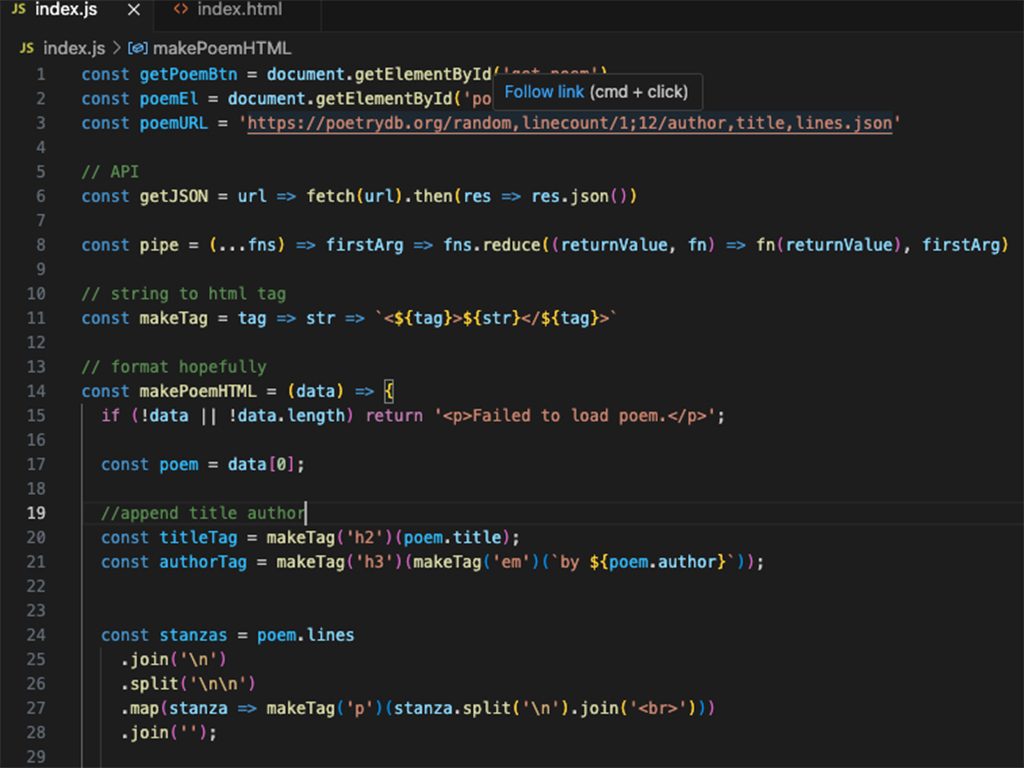 JS index.js × <> index.html
JS index.js > makePoemHTML
1 const getPoemBtn = document.getElementById(
Follow link (cmd + click)
2 const poemEl = document.getElementById('po
3 const poemURL = 'https://poetrydb.org/random,linecount/1;12/author,title,lines.json'
4
5 // API
6 const getJSON = url => fetch(url).then(res => res.json())
7
8 const pipe = (...fns) => firstArg => fns.reduce((returnValue, fn) => fn(returnValue), firstArg)
9
10 // string to html tag
11 const makeTag = tag => str => `<${tag}>${str}</${tag}>`
12
13 // format hopefully
14 const makePoemHTML = (data) => {
15 if (!data || !data.length) return '<p>Failed to load poem.</p>';
16
17 const poem = data[0];
18
19 //append title author
20 const titleTag = makeTag('h2')(poem.title);
21 const authorTag = makeTag('h3')(makeTag('em')(`by ${poem.author}`));
22
23
24 const stanzas = poem.lines
25 .join('\n')
26 .split('\n\n')
27 .map(stanza => makeTag('p')(stanza.split('\n').join('<br>')))
28 .join('');
29